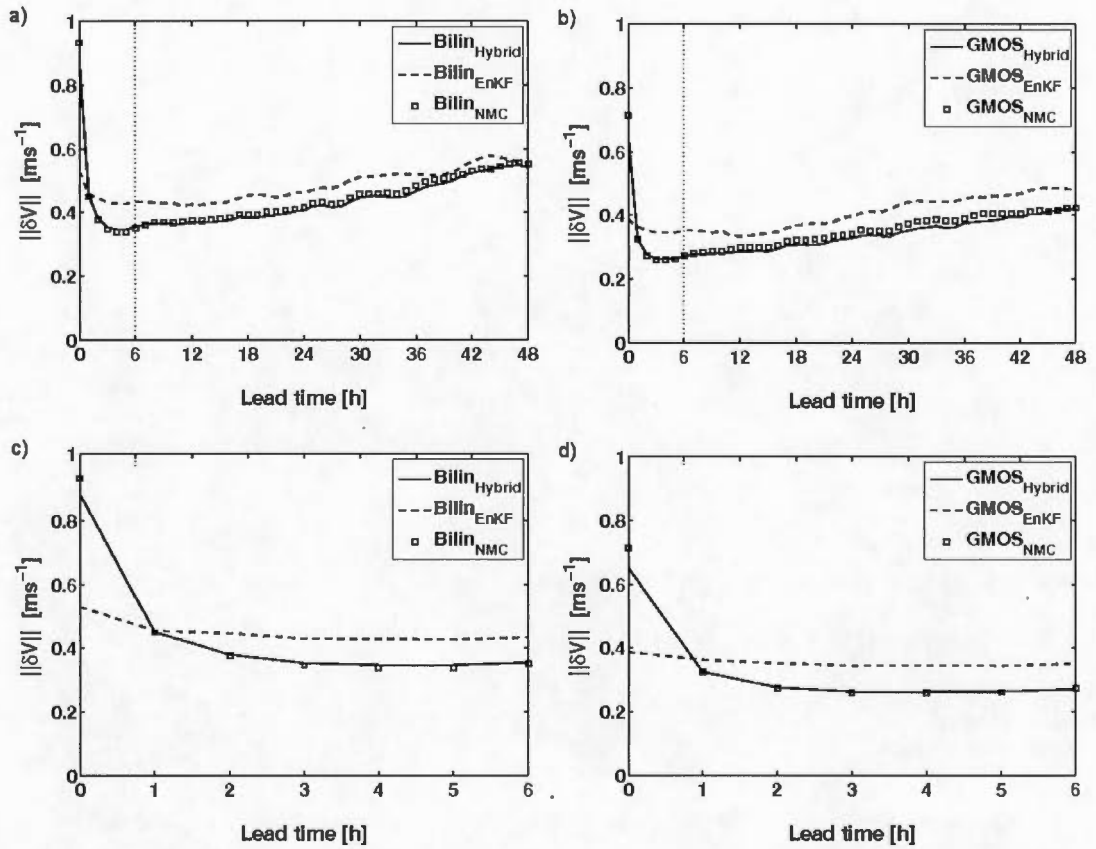 a)
1
0.8
0.6
0.4
0.2
0
||δV|| [ms⁻¹]
0 6 12 18 24 30 36 42 48
Lead time [h]
Bilin_Hybrid
Bilin_EnKF
Bilin_NMC
b)
1
0.8
0.6
0.4
0.2
0
||δV|| [ms⁻¹]
0 6 12 18 24 30 36 42 48
Lead time [h]
GMOS_Hybrid
GMOS_EnKF
GMOS_NMC
c)
1
0.8
0.6
0.4
0.2
0
||δV|| [ms⁻¹]
0 1 2 3 4 5 6
Lead time [h]
Bilin_Hybrid
Bilin_EnKF
Bilin_NMC
d)
1
0.8
0.6
0.4
0.2
0
||δV|| [ms⁻¹]
0 1 2 3 4 5 6
Lead time [h]
GMOS_Hybrid
GMOS_EnKF
GMOS_NMC